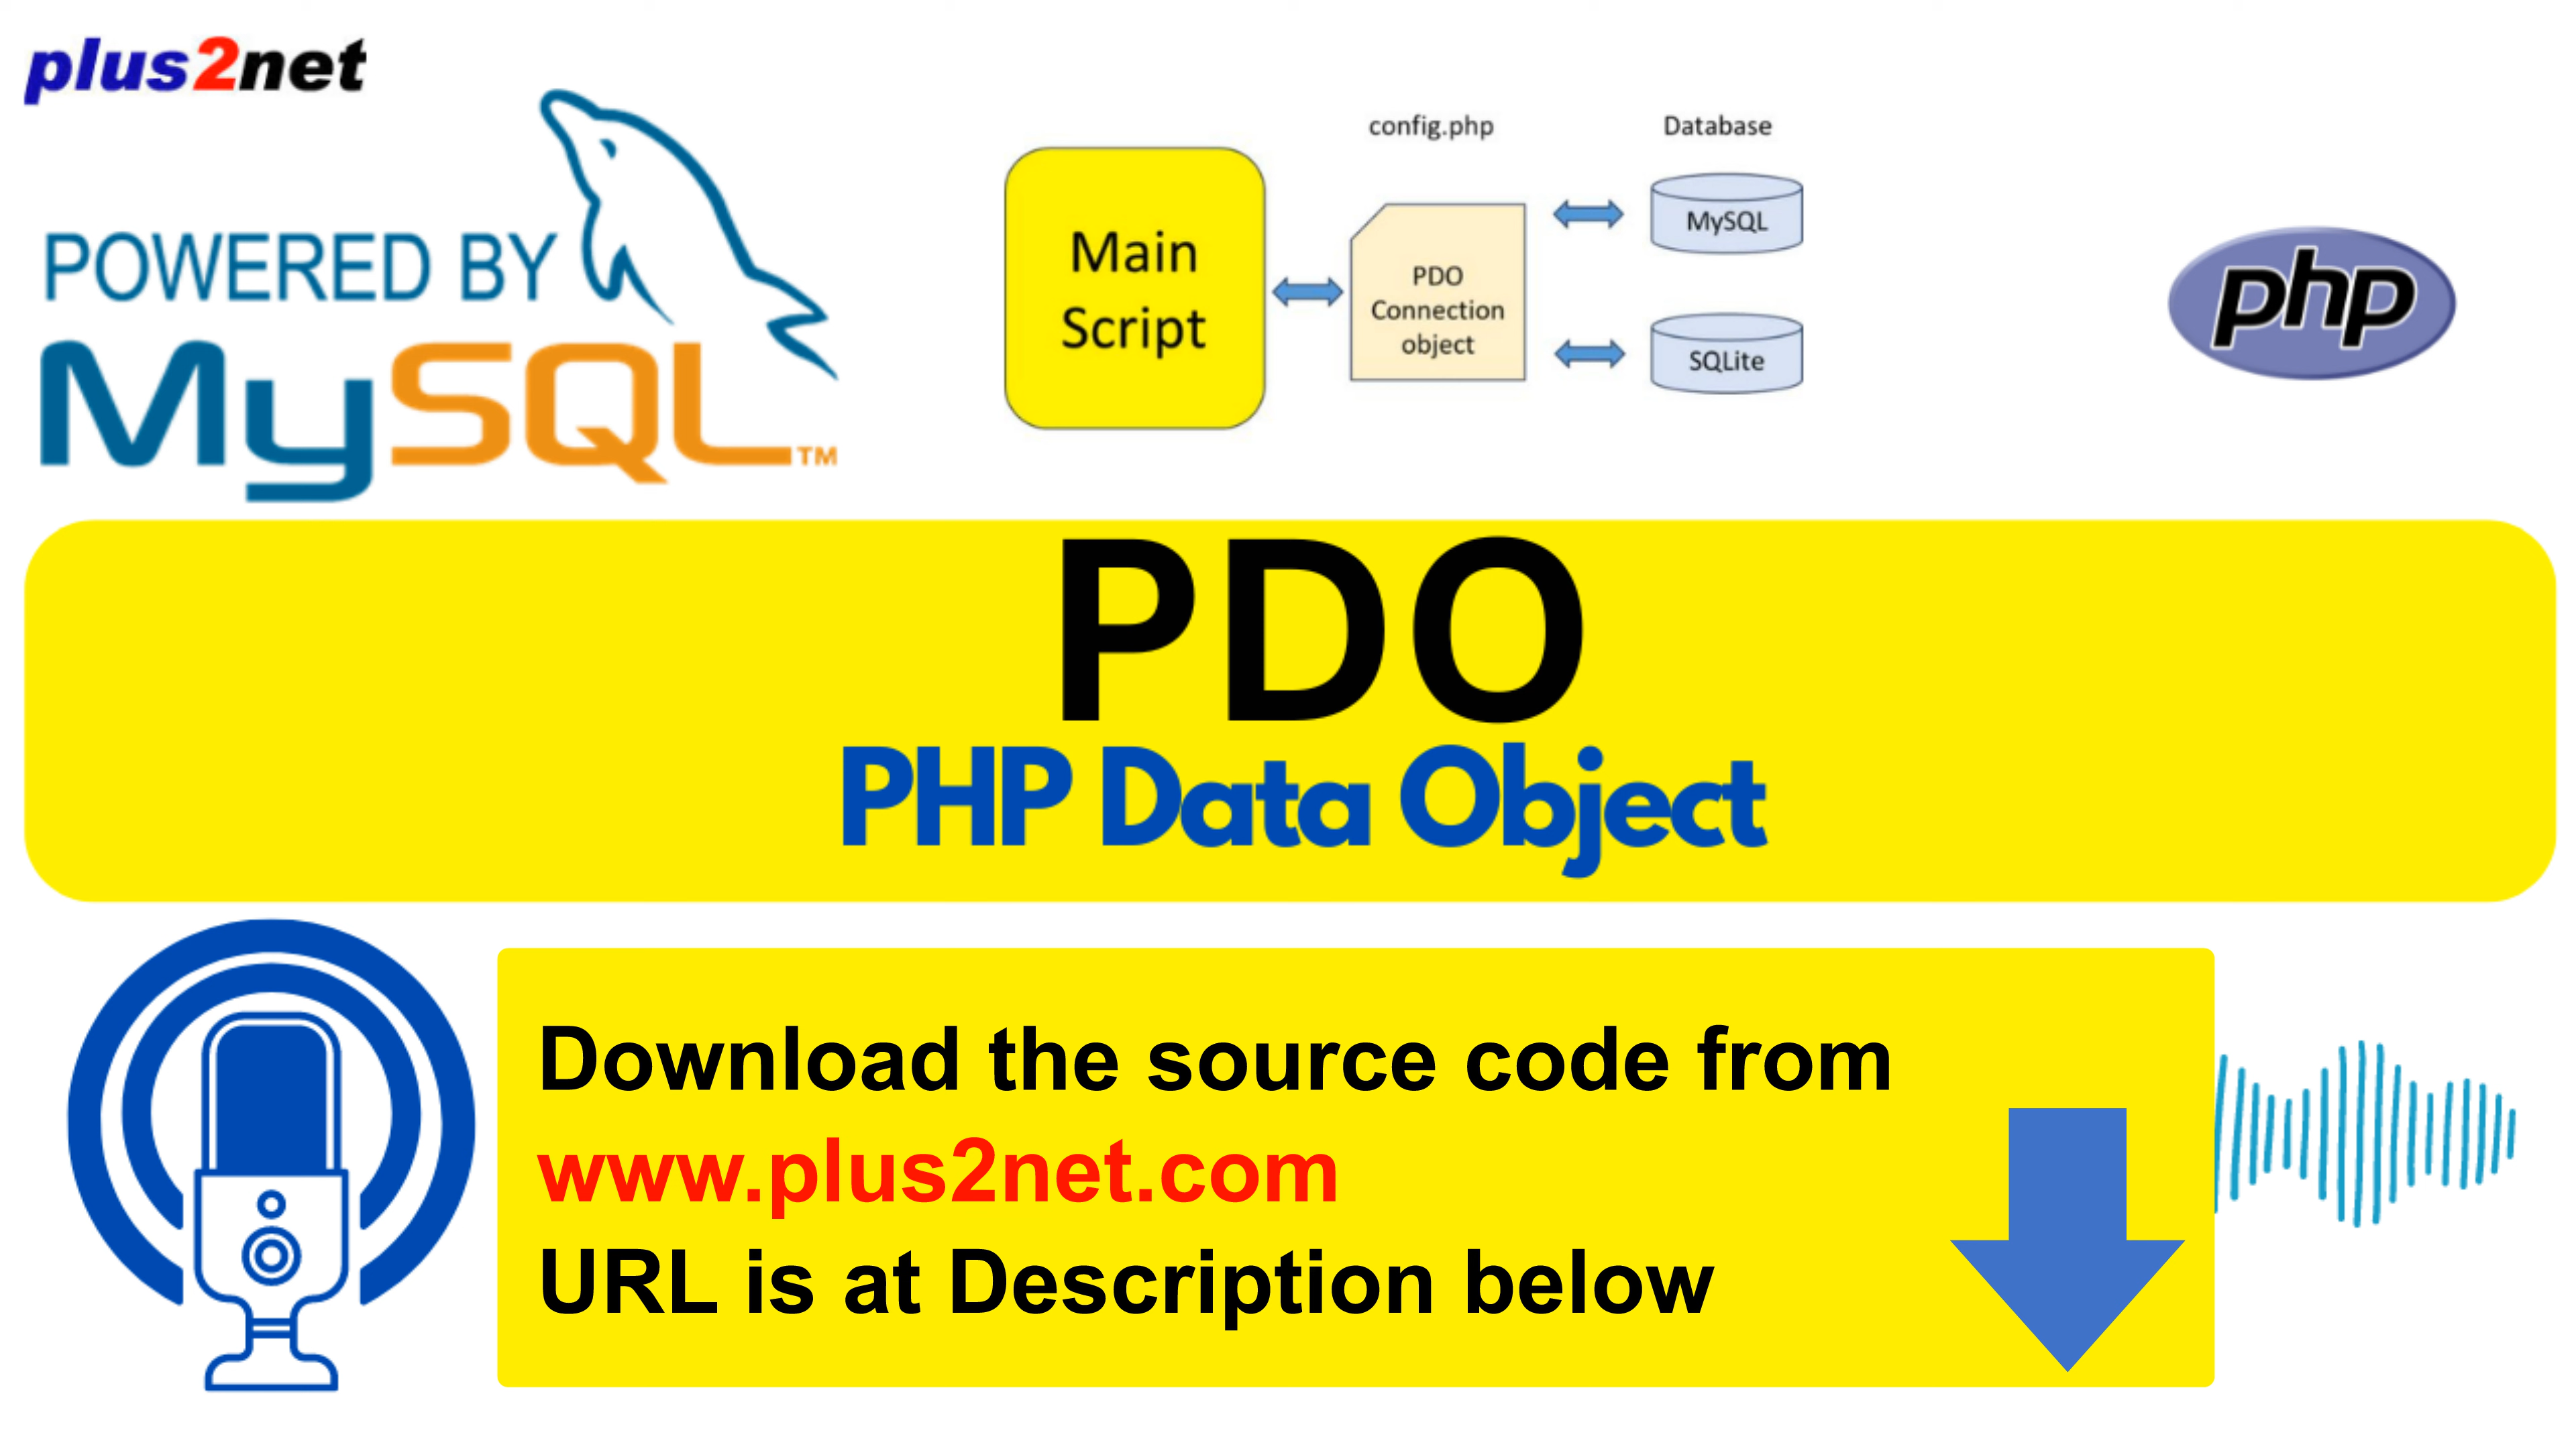 plus2net
POWERED BY
MySQL™
config.php
Database
Main
Script
PDO
Connection
object
MySQL
SQLite
php
PDO
PHP Data Object
Download the source code from
www.plus2net.com
URL is at Description below